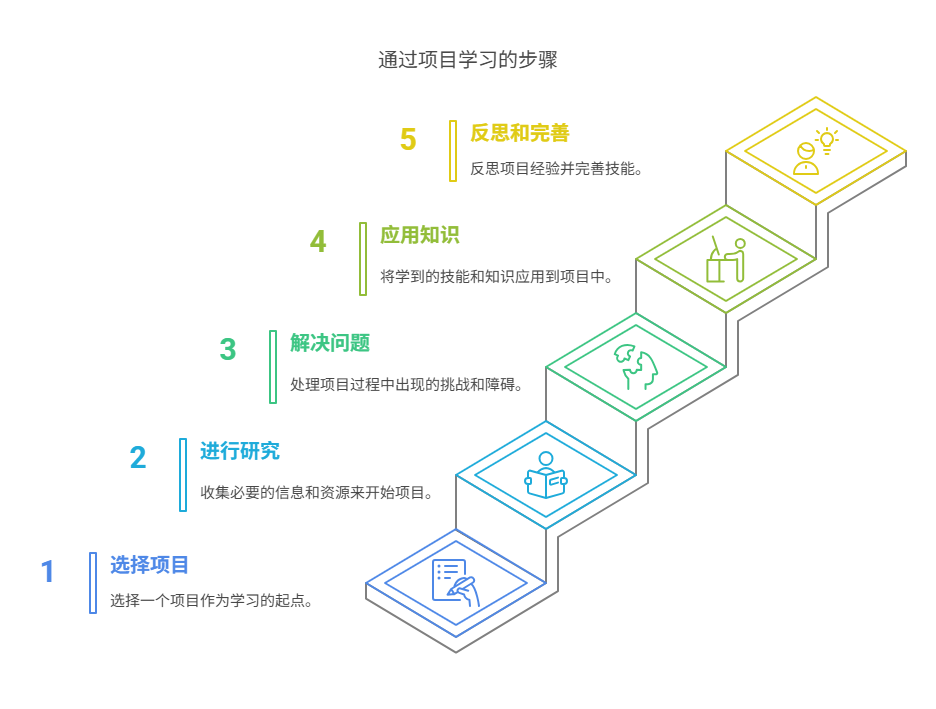 通过项目学习的步骤
5
反思和完善
反思项目经验并完善技能。
4
应用知识
将学到的技能和知识应用到项目中。
3
解决问题
处理项目过程中出现的挑战和障碍。
2
进行研究
收集必要的信息和资源来开始项目。
1
选择项目
选择一个项目作为学习的起点。